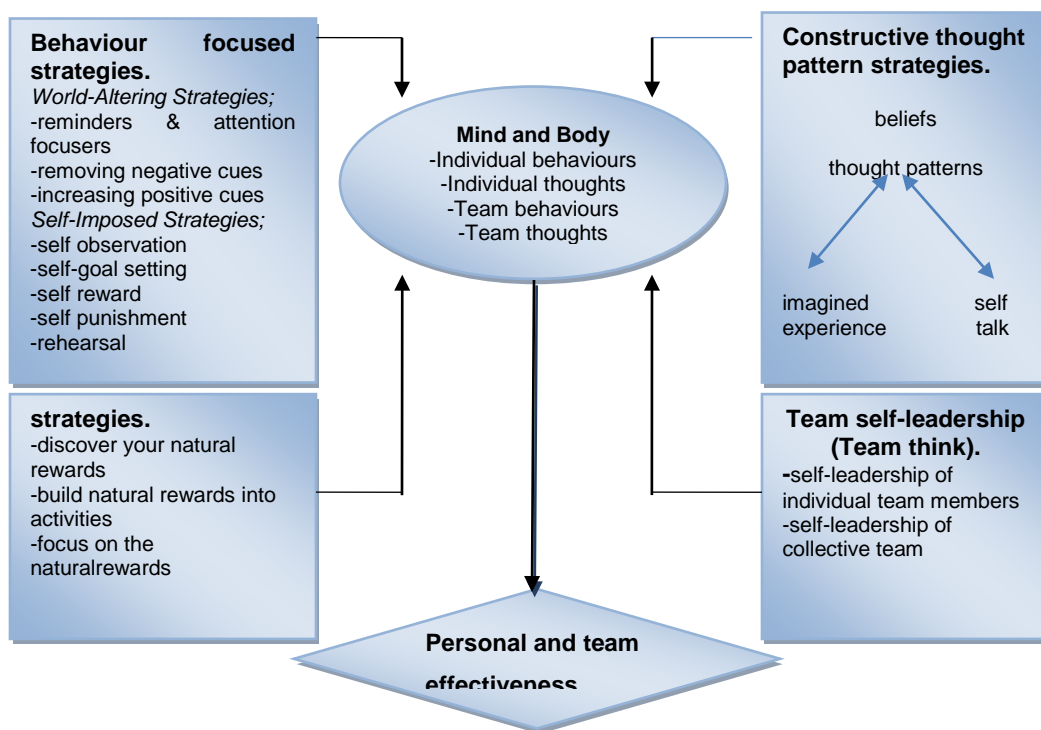 Behaviour focused
strategies.
World-Altering Strategies;
-reminders & attention
focusers
-removing negative cues
-increasing positive cues
Self-Imposed Strategies;
-self observation
-self-goal setting
-self reward
-self punishment
-rehearsal
Mind and Body
-Individual behaviours
-Individual thoughts
-Team behaviours
-Team thoughts
Constructive thought
pattern strategies.
beliefs
thought patterns
imagined
experience
self
talk
strategies.
-discover your natural
rewards
-build natural rewards into
activities
-focus on the
naturalrewards
Team self-leadership
(Team think).
-self-leadership of
individual team members
-self-leadership of
collective team
Personal and team
effectiveness